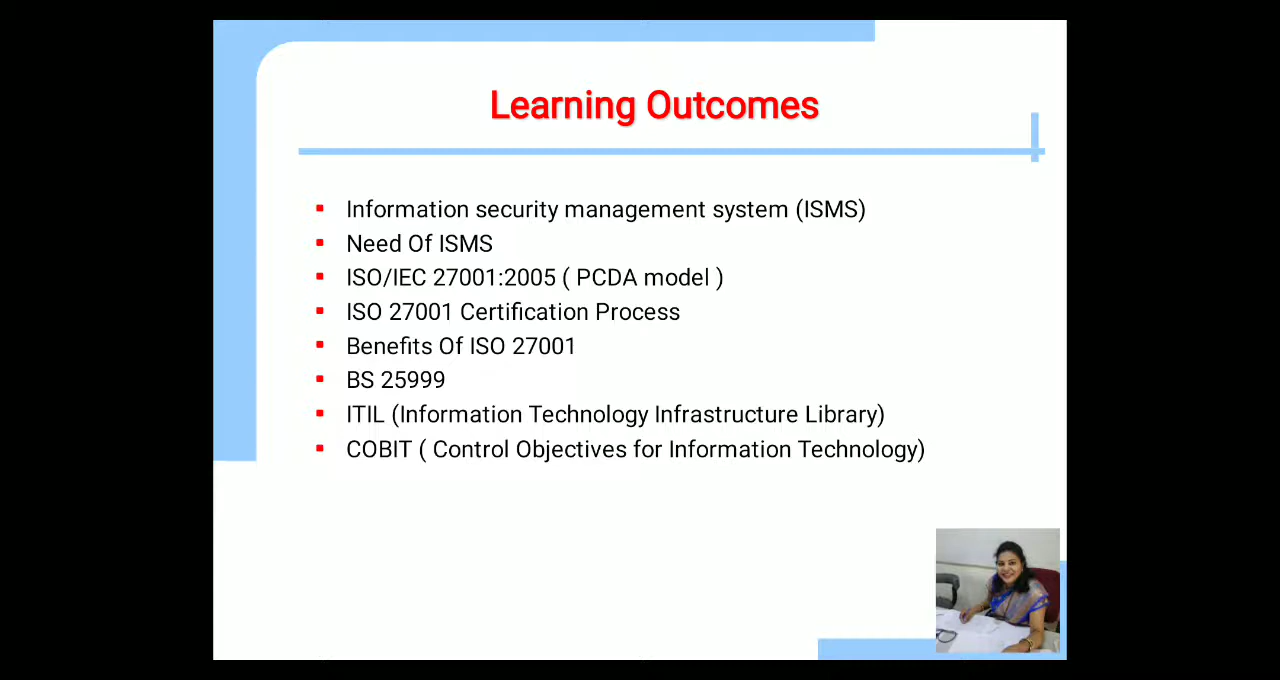 Learning Outcomes
Information security management system (ISMS)
Need Of ISMS
ISO/IEC 27001:2005 ( PCDA model )
ISO 27001 Certification Process
Benefits Of ISO 27001
BS 25999
ITIL (Information Technology Infrastructure Library)
COBIT ( Control Objectives for Information Technology)